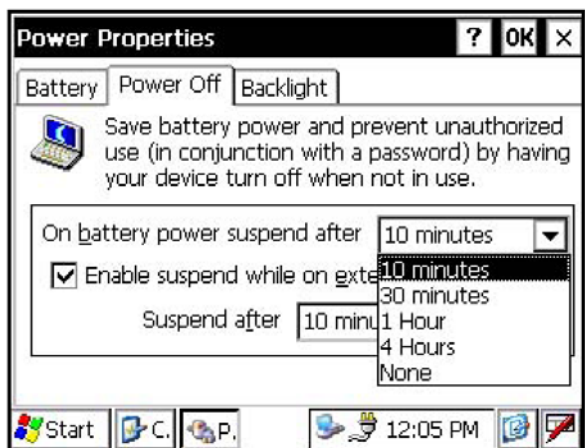 Power Properties ? OK ×
Battery Power Off Backlight
Save battery power and prevent unauthorized
use (in conjunction with a password) by having
your device turn off when not in use.
On battery power suspend after 10 minutes
Enable suspend while on exte
10 minutes
30 minutes
Suspend after 10 minu
1 Hour
4 Hours
None
Start C. P. 12:05 PM